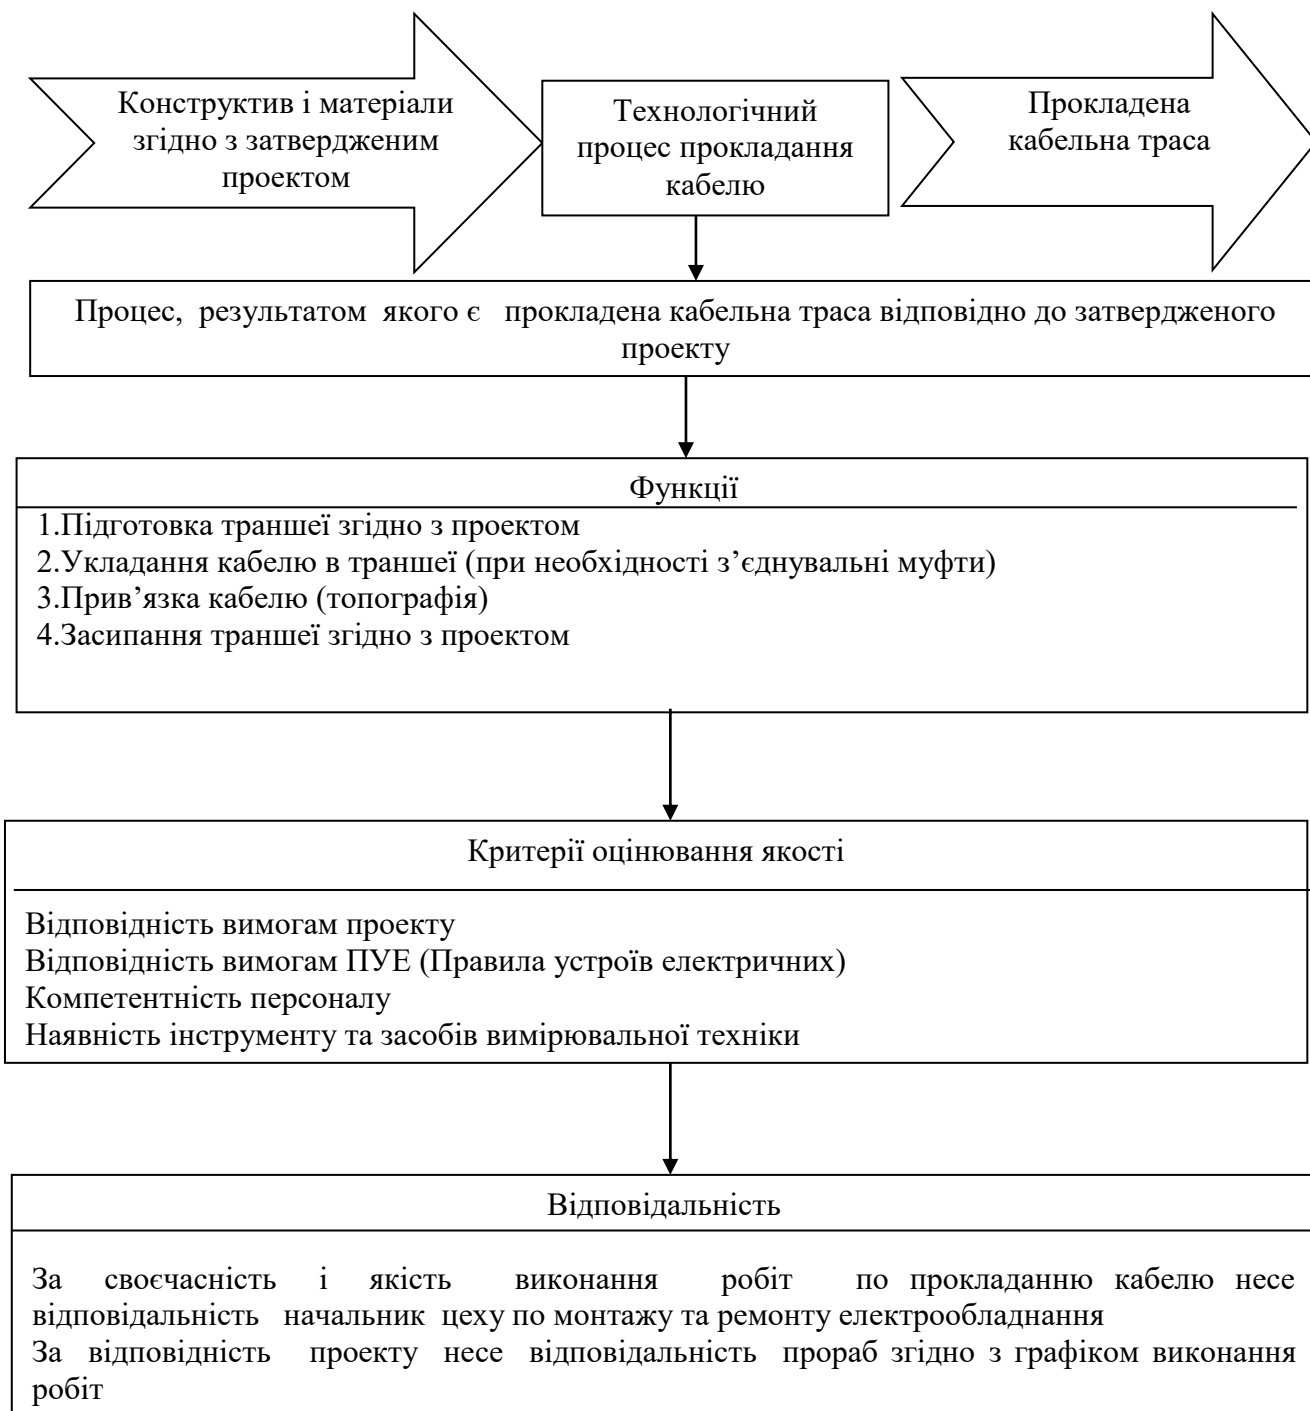 Конструктив і матеріали
згідно з затвердженим
проектом
Технологічний
процес прокладання
кабелю
Прокладена
кабельна траса
Процес, результатом якого є прокладена кабельна траса відповідно до затвердженого
проекту
Функції
1.Підготовка траншеї згідно з проектом
2.Укладання кабелю в траншеї (при необхідності з’єднувальні муфти)
3.Прив’язка кабелю (топографія)
4.Засипання траншеї згідно з проектом
Критерії оцінювання якості
Відповідність вимогам проекту
Відповідність вимогам ПУЕ (Правила устроїв електричних)
Компетентність персоналу
Наявність інструменту та засобів вимірювальної техніки
Відповідальність
За своєчасність і якість виконання робіт по прокладанню кабелю несе
відповідальність начальник цеху по монтажу та ремонту електрообладнання
За відповідність проекту несе відповідальність прораб згідно з графіком виконання
робіт